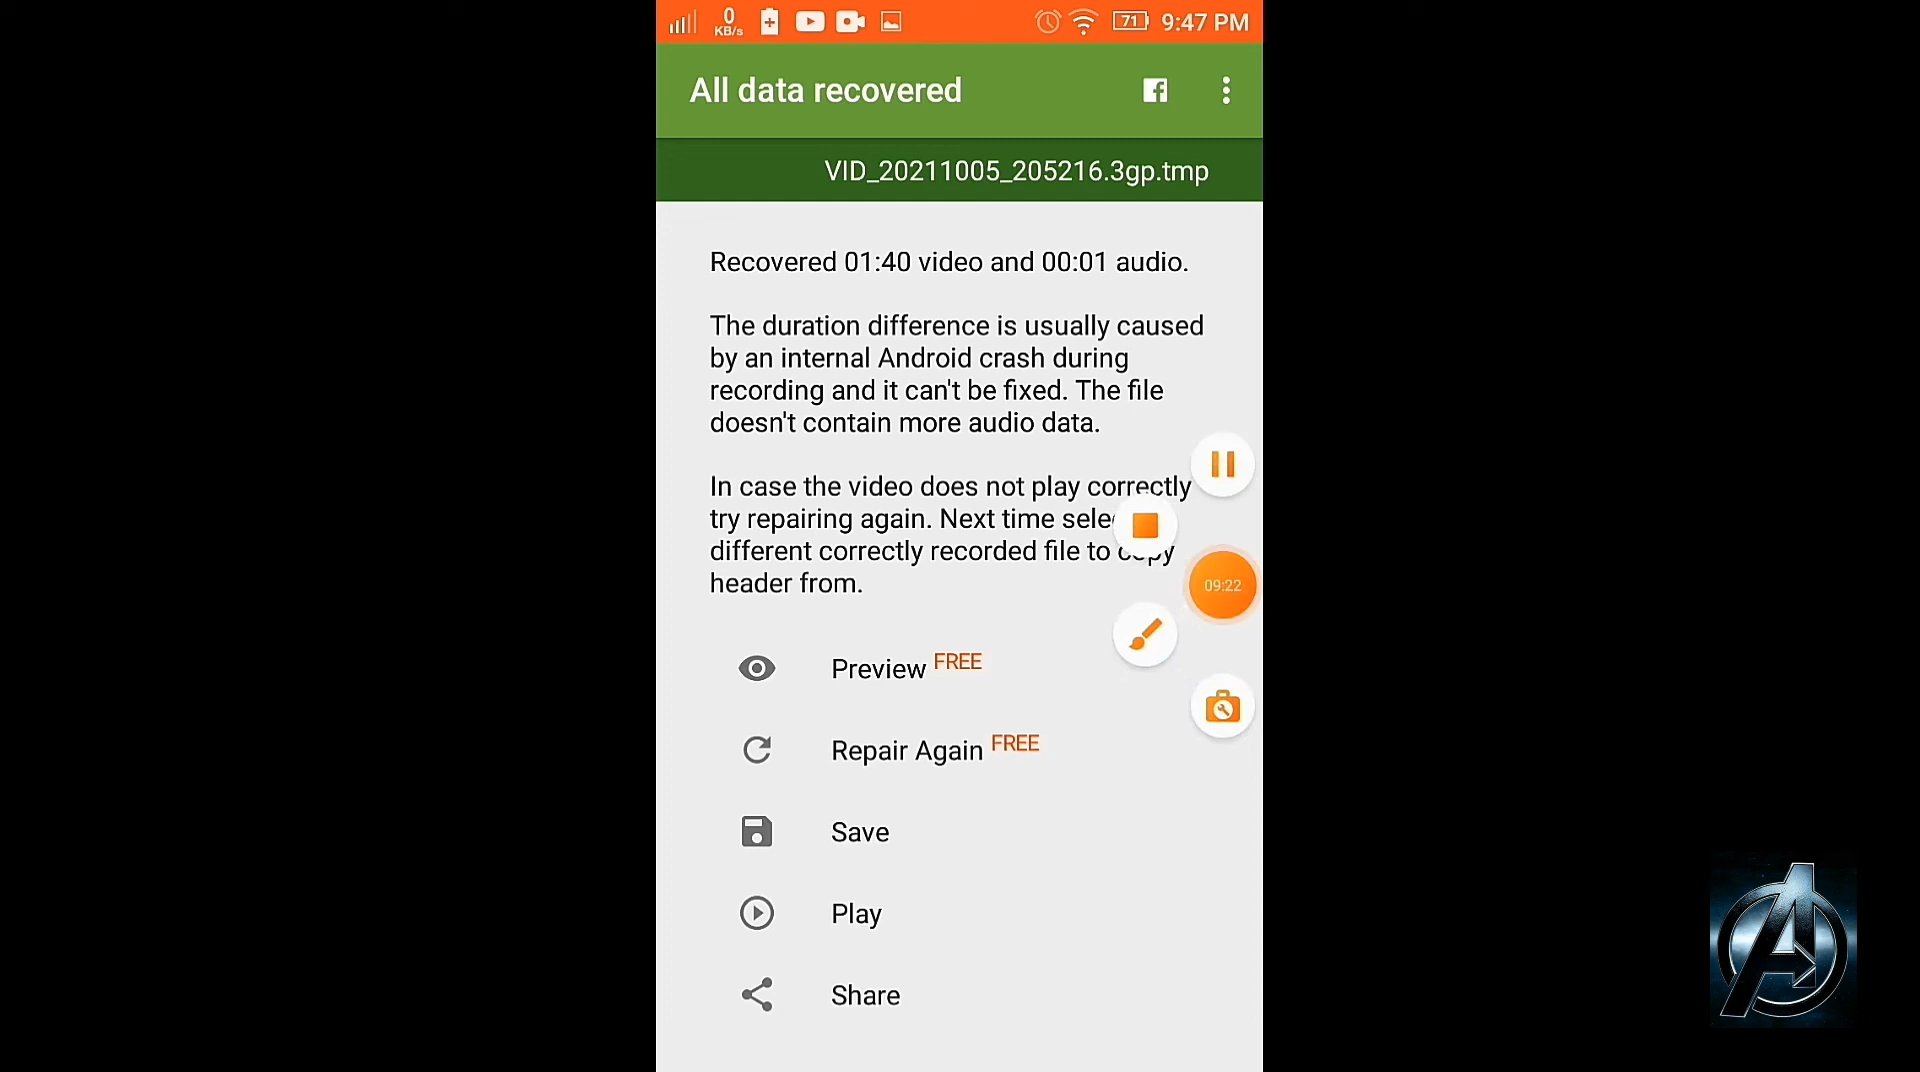 0
KB/s
71
9:47 PM
All data recovered
VID_20211005_205216.3gp.tmp
Recovered 01:40 video and 00:01 audio.
The duration difference is usually caused
by an internal Android crash during
recording and it can't be fixed. The file
doesn't contain more audio data.
In case the video does not play correctly
try repairing again. Next time sele
different correctly recorded file to copy
header from.
09:22
Preview FREE
Repair Again FREE
Save
Play
Share